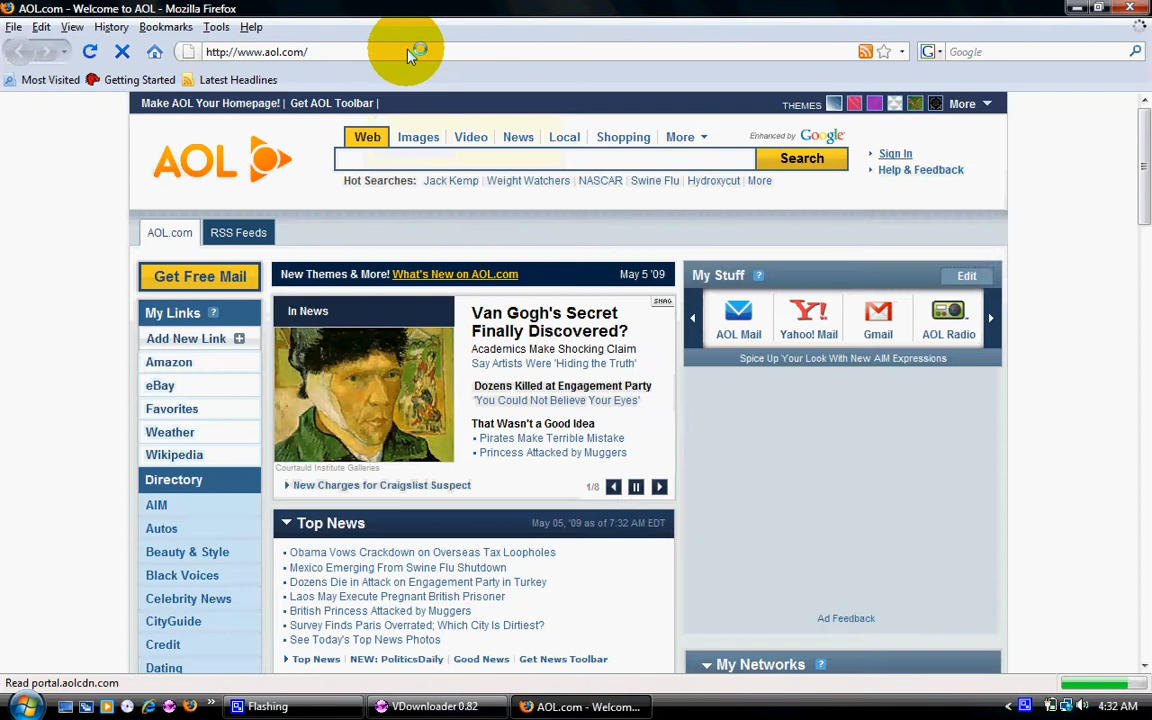 AOL.com - Welcome to AOL - Mozilla Firefox
File Edit View History Bookmarks Tools Help
http://www.aol.com/
Google
Most Visited Getting Started Latest Headlines
Make AOL Your Homepage! | Get AOL Toolbar |
THEMES More
Web Images Video News Local Shopping More
Enhanced by Google
AOL
Search
Sign In
Help & Feedback
Hot Searches: Jack Kemp | Weight Watchers | NASCAR | Swine Flu | Hydroxycut | More
AOL.com RSS Feeds
Get Free Mail
New Themes & More! What's New on AOL.com May 5 '09
My Stuff ? Edit
My Links ?
Add New Link +
Amazon
eBay
Favorites
Weather
Wikipedia
Directory
AIM
Autos
Beauty & Style
Black Voices
Celebrity News
CityGuide
Credit
Dating
In News
SNAG
Van Gogh's Secret
Finally Discovered?
Academics Make Shocking Claim
Say Artists Were 'Hiding the Truth'
Dozens Killed at Engagement Party
'You Could Not Believe Your Eyes'
That Wasn't a Good Idea
Pirates Make Terrible Mistake
Princess Attacked by Muggers
Courtauld Institute Galleries
New Charges for Craigslist Suspect
1/8
Top News May 05, '09 as of 7:32 AM EDT
Obama Vows Crackdown on Overseas Tax Loopholes
Mexico Emerging From Swine Flu Shutdown
Dozens Die in Attack on Engagement Party in Turkey
Laos May Execute Pregnant British Prisoner
British Princess Attacked by Muggers
Survey Finds Paris Overrated; Which City Is Dirtiest?
See Today's Top News Photos
Top News | NEW: PoliticsDaily | Good News | Get News Toolbar
AOL Mail Yahoo! Mail Gmail AOL Radio
Spice Up Your Look With New AIM Expressions
Ad Feedback
My Networks ?
Read portal.aolcdn.com
Flashing
VDownloader 0.82
AOL.com - Welcom...
4:32 AM